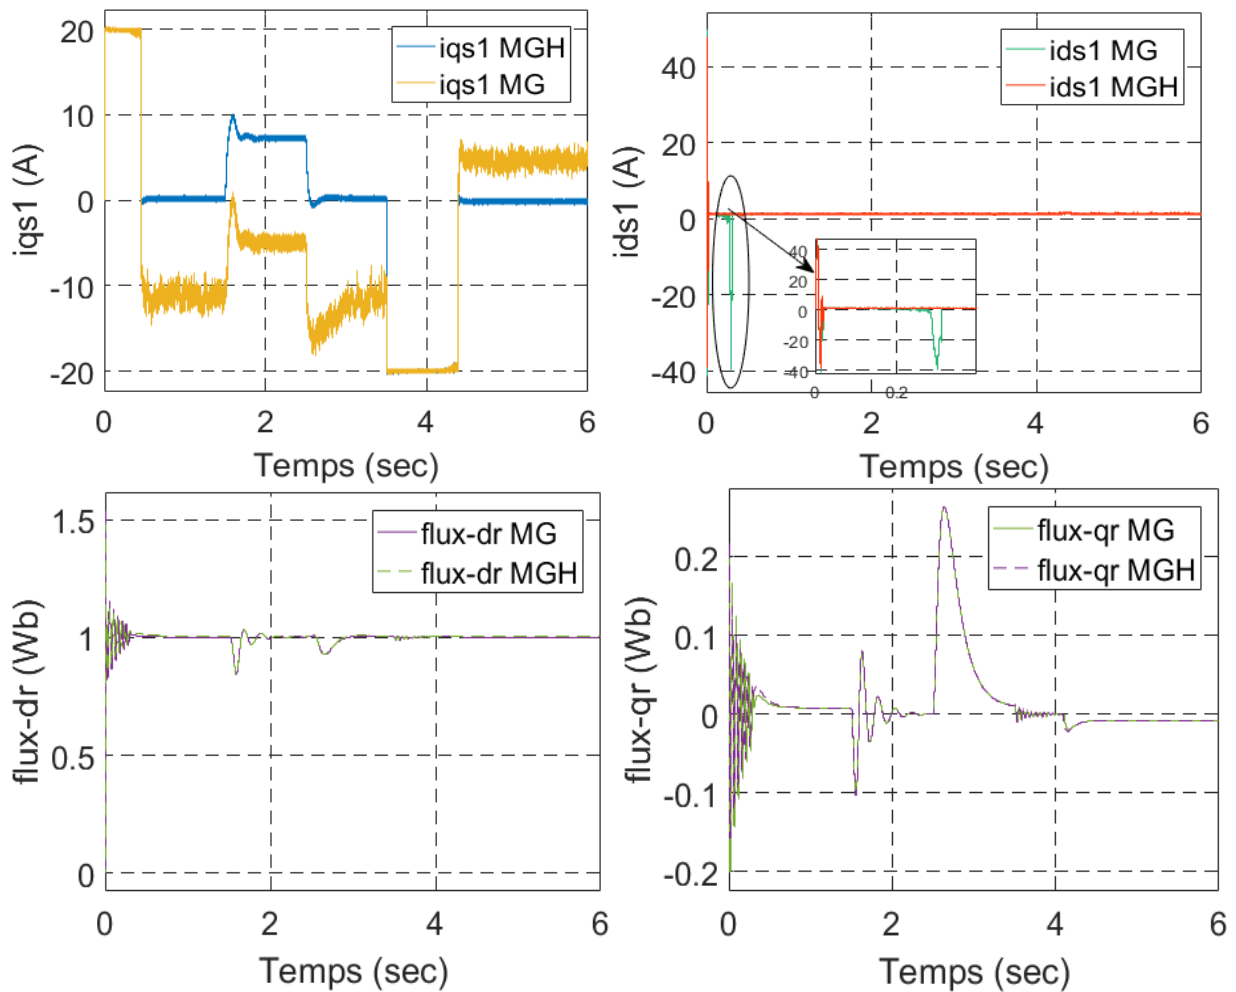 iqs1 MGH
iqs1 MG
20
10
0
-10
-20
iqs1 (A)
0
2
4
6
Temps (sec)
ids1 MG
ids1 MGH
40
20
0
-20
-40
ids1 (A)
40
20
0
-20
-40
0
0.2
0
2
4
6
Temps (sec)
flux-dr MG
flux-dr MGH
1.5
1
0.5
0
flux-dr (Wb)
0
2
4
6
Temps (sec)
flux-qr MG
flux-qr MGH
0.2
0.1
0
-0.1
-0.2
flux-qr (Wb)
0
2
4
6
Temps (sec)